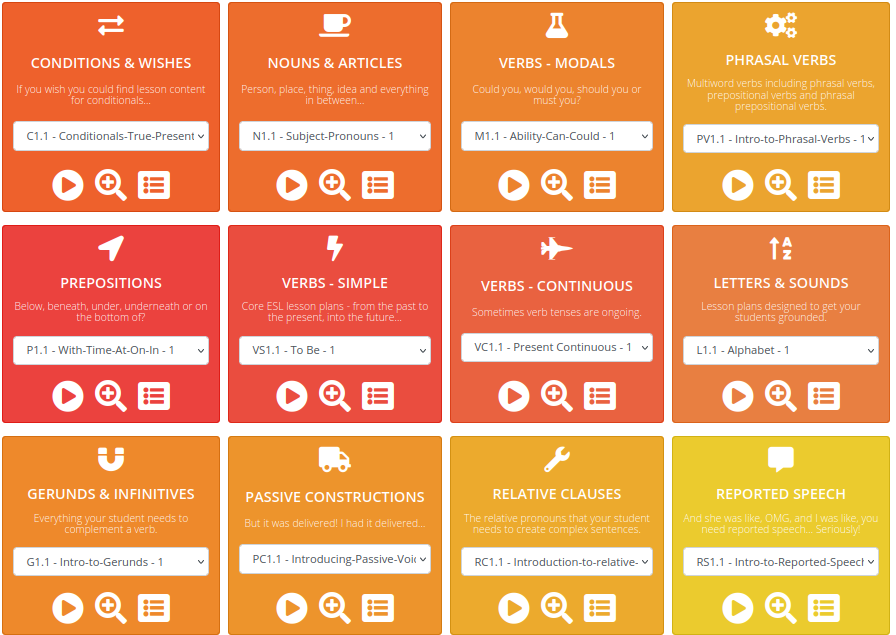 CONDITIONS & WISHES
If you wish you could find lesson content
for conditionals...
C1.1 - Conditionals-True-Present
NOUNS & ARTICLES
Person, place, thing, idea and everything
in between...
N1.1 - Subject-Pronouns - 1
VERBS - MODALS
Could you, would you, should you or
must you?
M1.1 - Ability-Can-Could - 1
PHRASAL VERBS
Multiword verbs including phrasal verbs,
prepositional verbs and phrasal
prepositional verbs.
PV1.1 - Intro-to-Phrasal-Verbs - 1
PREPOSITIONS
Below, beneath, under, underneath or on
the bottom of?
P1.1 - With-Time-At-On-In - 1
VERBS - SIMPLE
Core ESL lesson plans - from the past to
the present, into the future...
VS1.1 - To Be - 1
VERBS - CONTINUOUS
Sometimes verb tenses are ongoing.
VC1.1 - Present Continuous - 1
A
Z
LETTERS & SOUNDS
Lesson plans designed to get your
students grounded.
L1.1 - Alphabet - 1
GERUNDS & INFINITIVES
Everything your student needs to
complement a verb.
G1.1 - Intro-to-Gerunds - 1
PASSIVE CONSTRUCTIONS
But it was delivered! I had it delivered...
PC1.1 - Introducing-Passive-Voic
RELATIVE CLAUSES
The relative pronouns that your student
needs to create complex sentences.
RC1.1 - Introduction-to-relative-
REPORTED SPEECH
And she was like, OMG, and I was like, you
need reported speech... Seriously!
RS1.1 - Intro-to-Reported-Speech